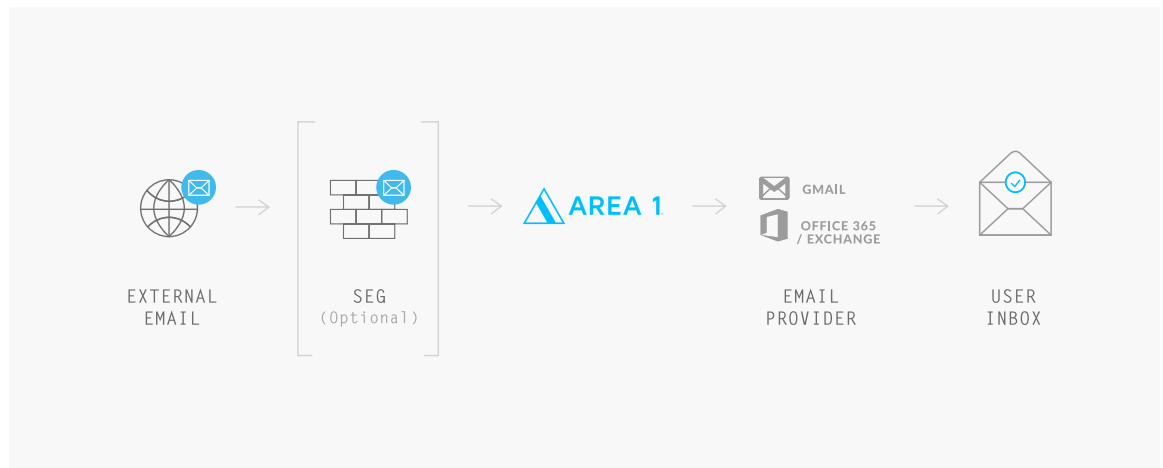 AREA 1
GMAIL
OFFICE 365
/ EXCHANGE
EXTERNAL
EMAIL
SEG
(Optional)
EMAIL
PROVIDER
USER
INBOX